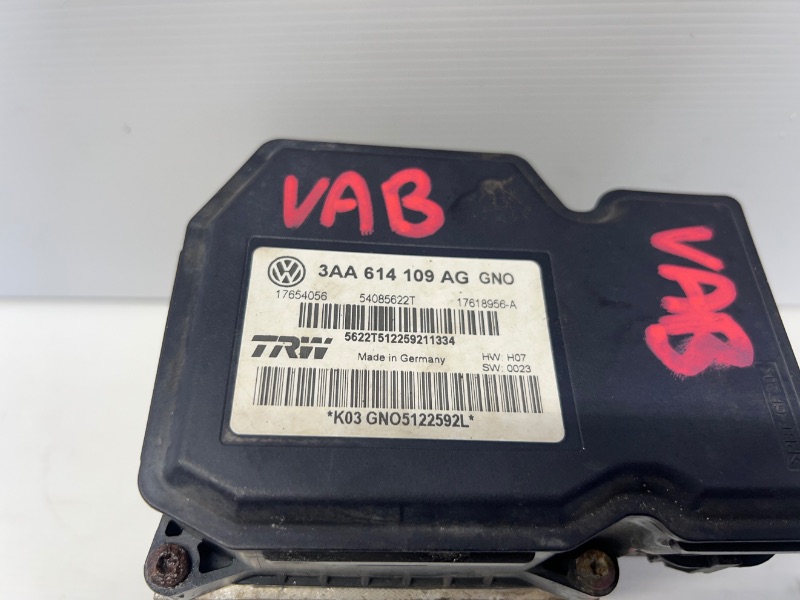 VAB
VAB
3AA 614 109 AG GNO
17654056 54085622T 17618956-A
5622T512259211334
TRW Made in Germany HW: H07
SW: 0023
*K03 GNO5122592L*